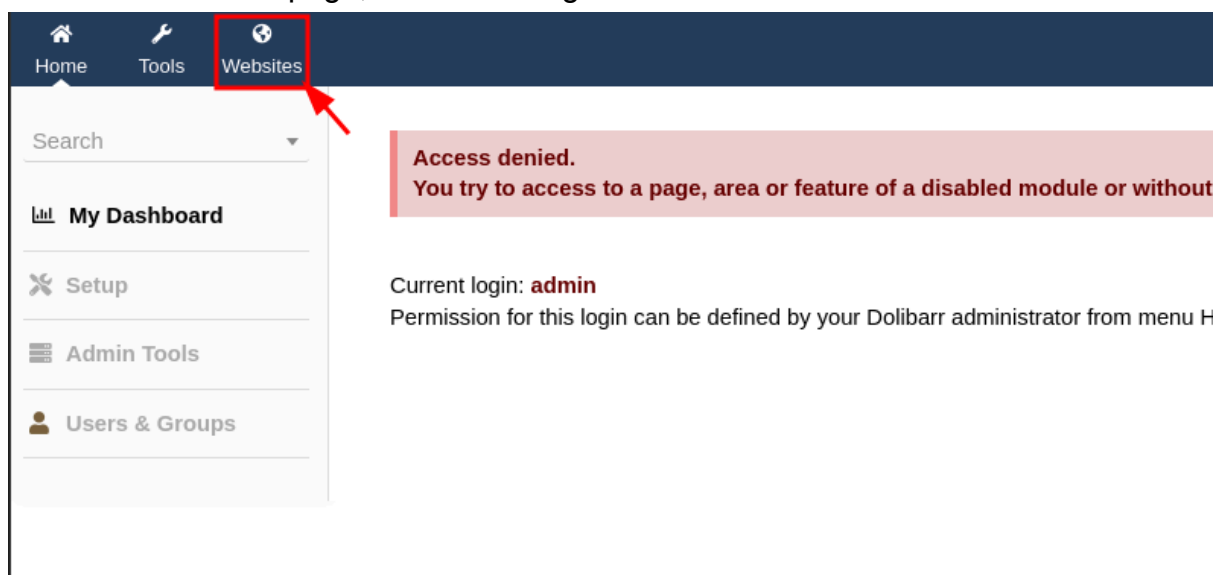 Home Tools Websites
Search
My Dashboard
Setup
Admin Tools
Users & Groups
Access denied.
You try to access to a page, area or feature of a disabled module or without
Current login: admin
Permission for this login can be defined by your Dolibarr administrator from menu H